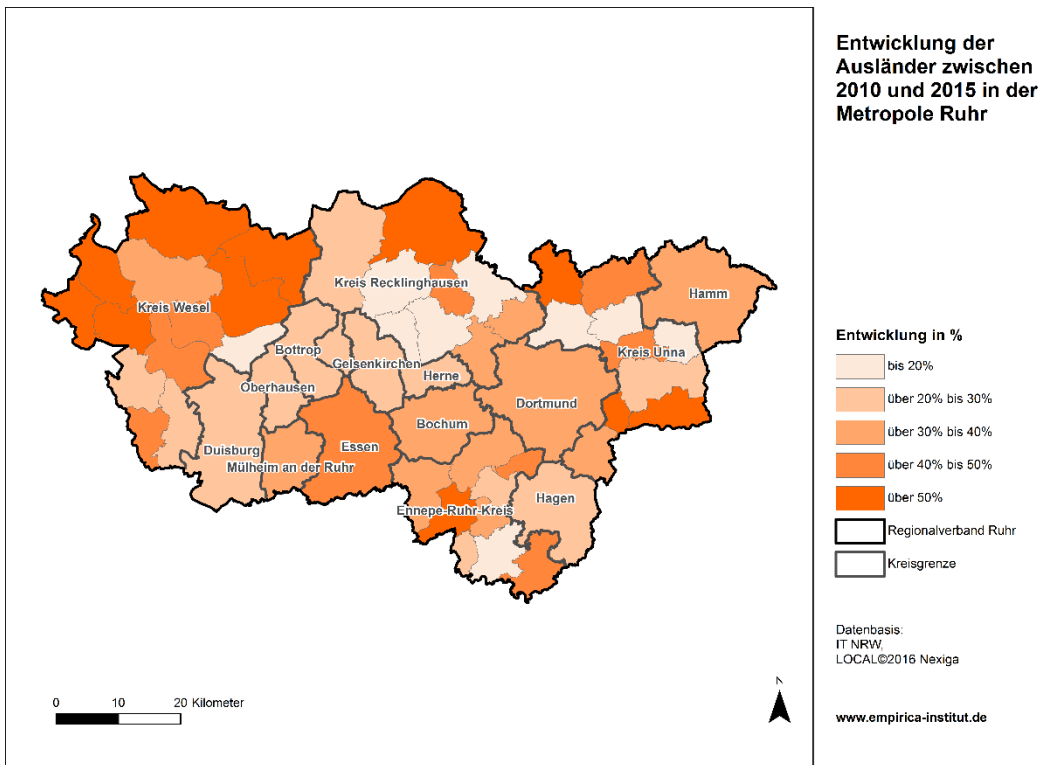 Entwicklung der
Ausländer zwischen
2010 und 2015 in der
Metropole Ruhr
Kreis Recklinghausen
Hamm
Kreis Wesel
Bottrop
Gelsenkirchen
Kreis Unna
Herne
Oberhausen
Dortmund
Bochum
Essen
Duisburg
Mülheim an der Ruhr
Hagen
Ennepe-Ruhr-Kreis
Entwicklung in %
bis 20%
über 20% bis 30%
über 30% bis 40%
über 40% bis 50%
über 50%
Regionalverband Ruhr
Kreisgrenze
Datenbasis:
IT NRW,
LOCAL©2016 Nexiga
0 10 20 Kilometer
N
www.empirica-institut.de